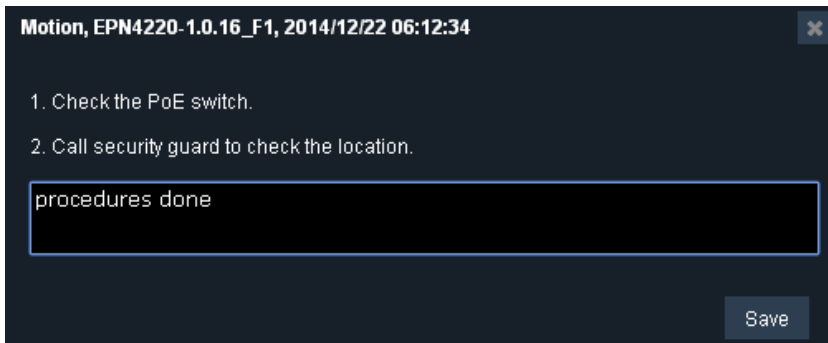 Motion, EPN4220-1.0.16_F1, 2014/12/22 06:12:34
1. Check the PoE switch.
2. Call security guard to check the location.
procedures done
Save